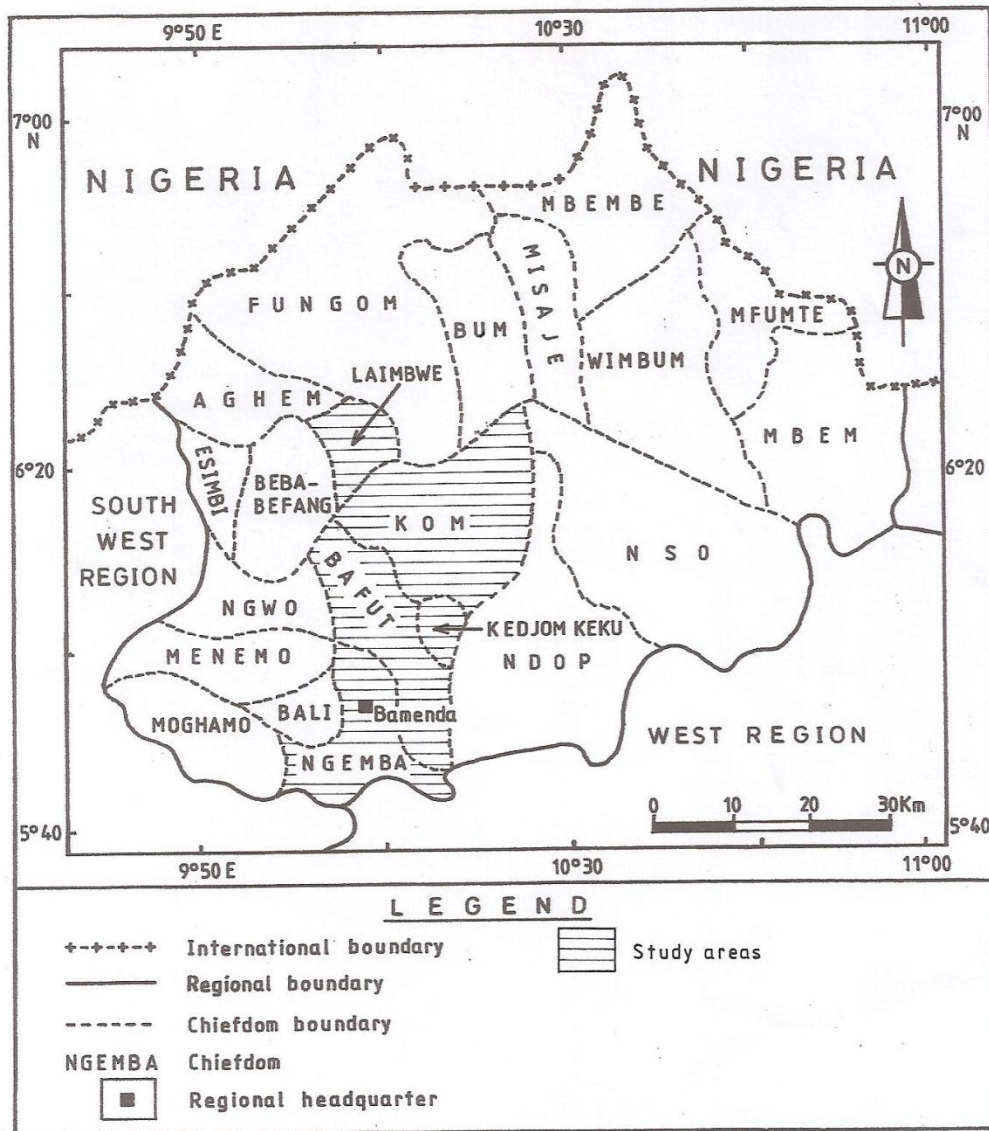 9°50 E 10°30 11°00
7°00 N 7°00 N
NIGERIA NIGERIA
MBEMBE
N
MISAJE
FUNGOM
BUM
MFUMTE
WIMBUM
LAIMBWE
AGHEM
MBEM
6°20 6°20
ESIMBI
BEBA-
BEFANG
SOUTH
WEST
REGION
KOM
NSO
BAFUT
NGWO
KEDJOM KEKU
MENEMO
NDOP
MOGHAMO
BALI
Bamenda
WEST REGION
NGEMBA
0 10 20 30Km
5°40 5°40
9°50 E 10°30 11°00
LEGEND
International boundary
Study areas
Regional boundary
Chiefdom boundary
NGEMBA Chiefdom
Regional headquarter